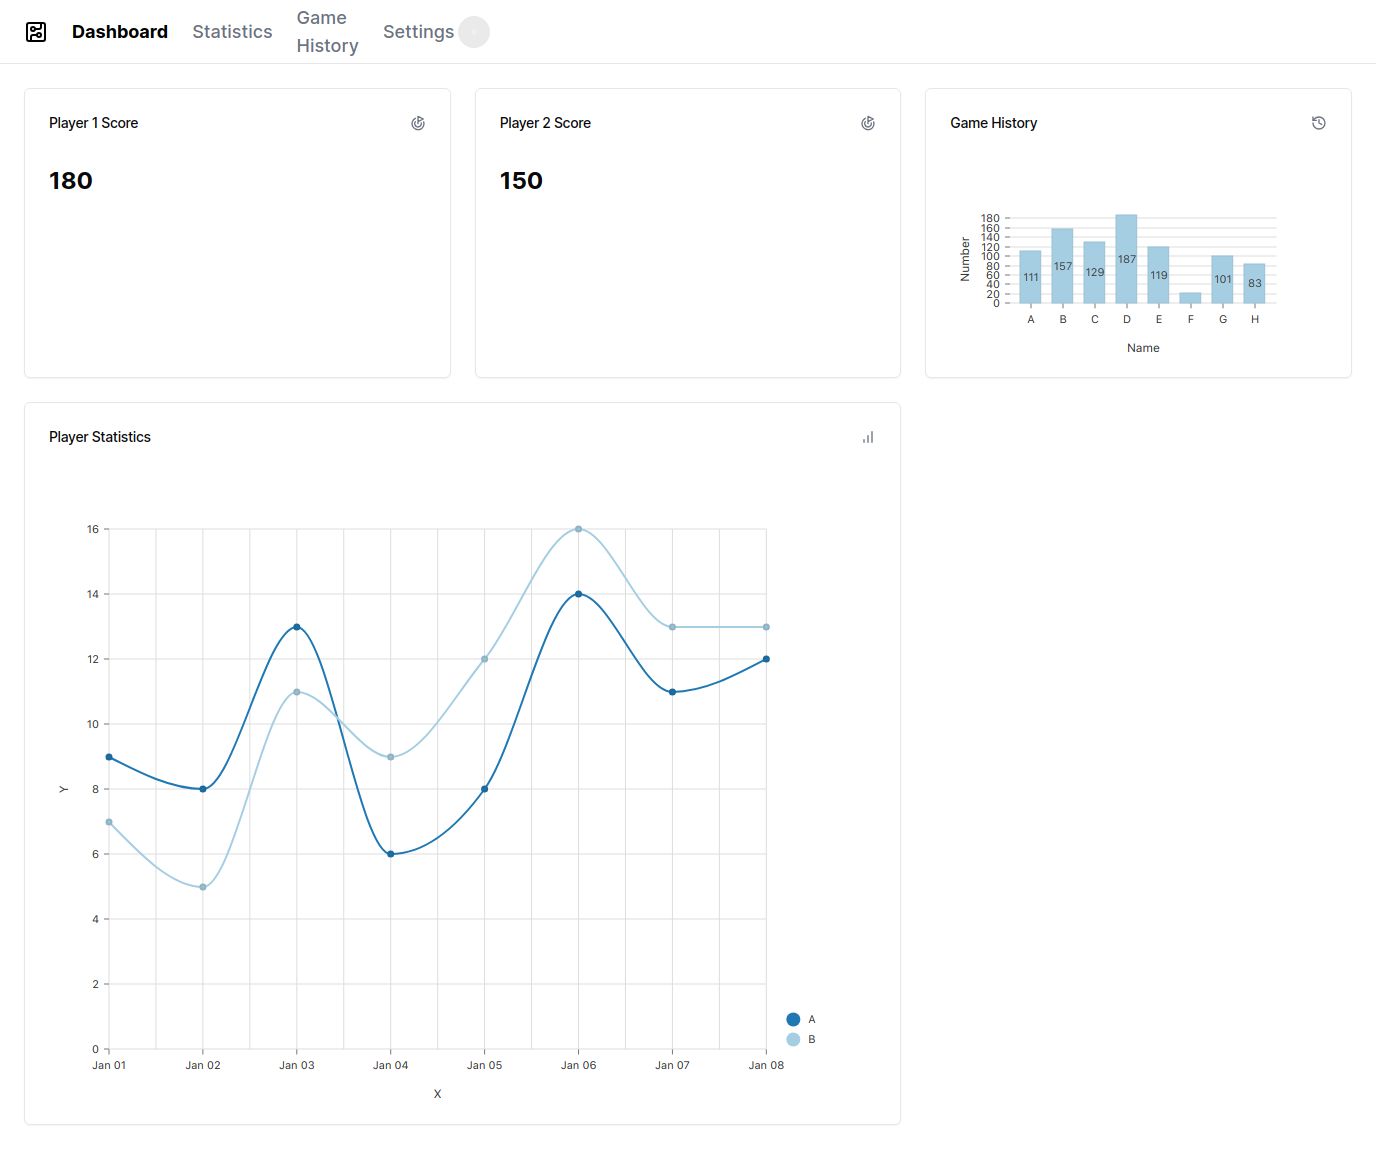 Dashboard
Statistics
Game
History
Settings
Player 1 Score
180
Player 2 Score
150
Game History
180
160
140
120
100
80
60
40
20
0
Number
111
157
129
187
119
101
83
A
B
C
D
E
F
G
H
Name
Player Statistics
16
14
12
10
8
6
4
2
0
Y
Jan 01
Jan 02
Jan 03
Jan 04
Jan 05
Jan 06
Jan 07
Jan 08
X
A
B